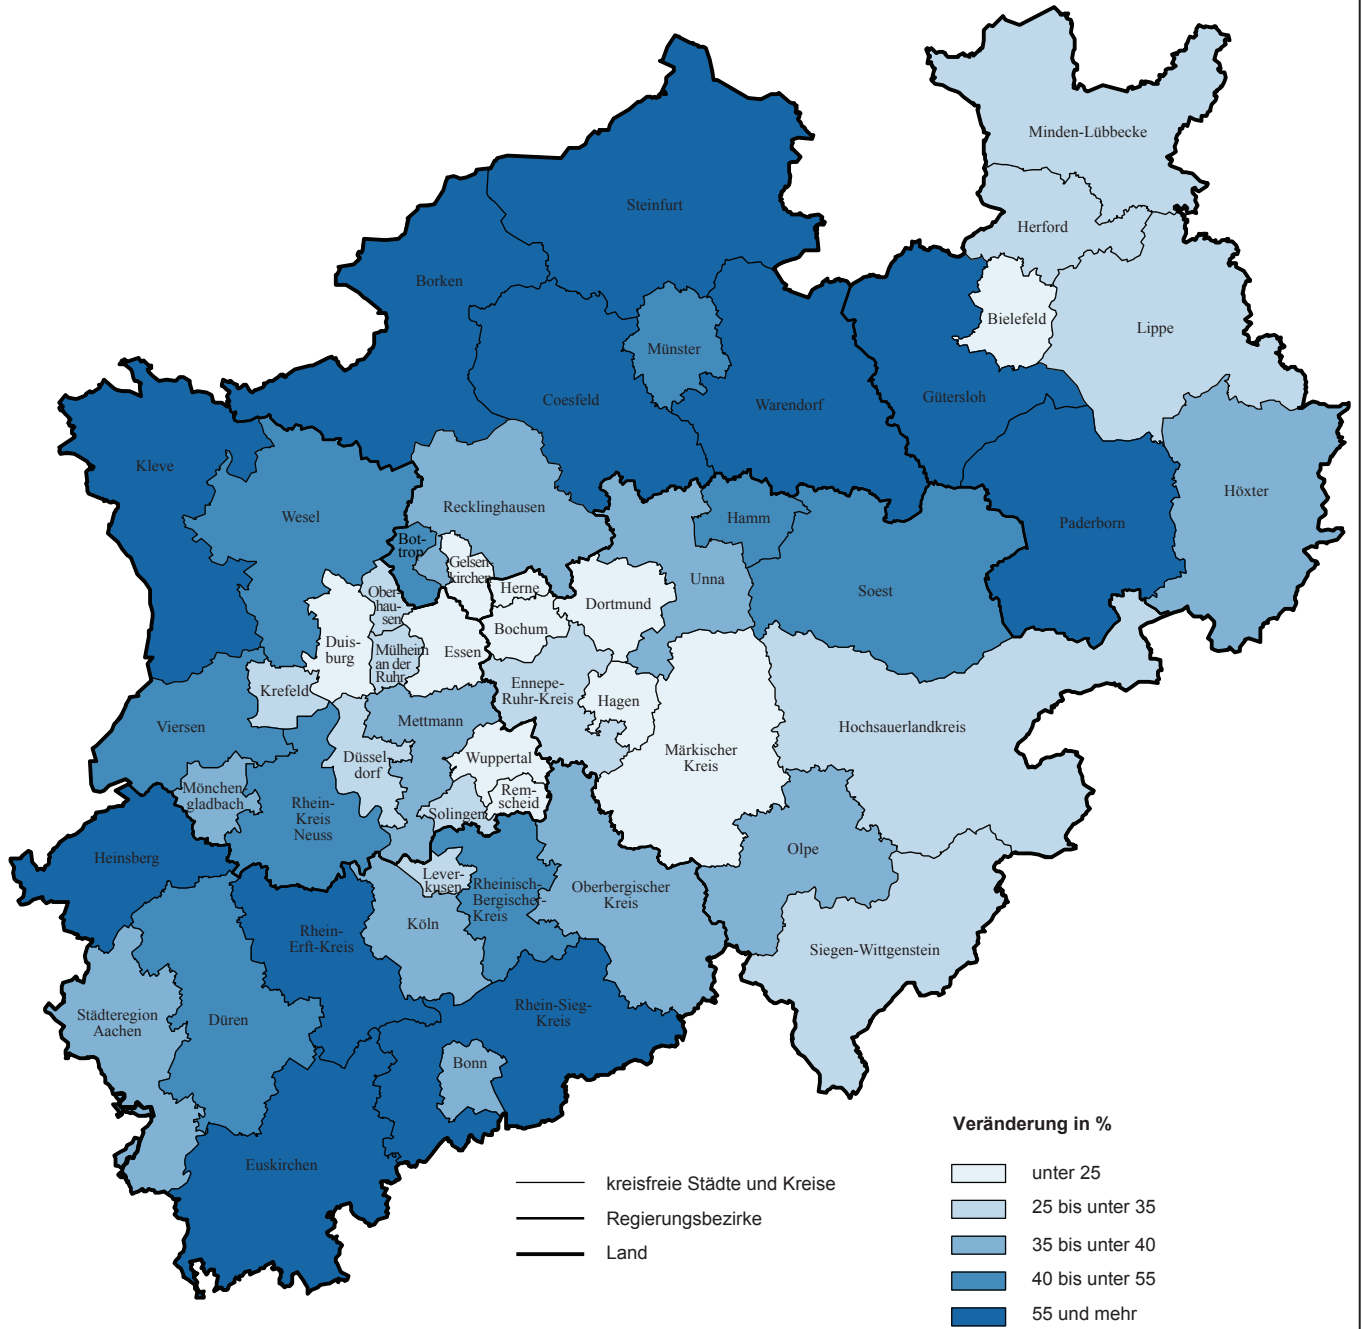 Minden-Lübbecke
Steinfurt
Herford
Borken
Bielefeld
Lippe
Münster
Coesfeld
Warendorf
Gütersloh
Kleve
Höxter
Recklinghausen
Wesel
Hamm
Paderborn
Bot-
trop
Gelsen-
kirchen
Unna
Herne
Soest
Ober-
hau-
sen
Dortmund
Bochum
Duis-
burg
Mülheim
an der
Ruhr
Essen
Krefeld
Ennepe-
Ruhr-Kreis
Hagen
Viersen
Mettmann
Hochsauerlandkreis
Düssel-
dorf
Wuppertal
Märkischer
Kreis
Mönchen-
gladbach
Rem-
scheid
Rhein-
Kreis
Neuss
Solingen
Olpe
Heinsberg
Lever-
kusen
Rheinisch-
Bergischer-
Kreis
Oberbergischer
Kreis
Köln
Rhein-
Erft-Kreis
Siegen-Wittgenstein
Rhein-Sieg-
Kreis
Städteregion
Aachen
Düren
Bonn
Euskirchen
kreisfreie Städte und Kreise
Regierungsbezirke
Land
Veränderung in %
unter 25
25 bis unter 35
35 bis unter 40
40 bis unter 55
55 und mehr